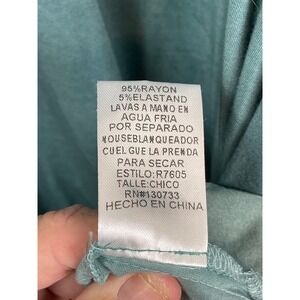 95%RAYON
5%ELASTAND
LAVAS A MANO EN
AGUA FRIA
POR SEPARADO
NOUSEBLANQUEADOR
CUELGUE LA PRENDA
PARA SECAR
ESTILO:R7605
TALLE:CHICO
RN#130733
HECHO EN CHINA